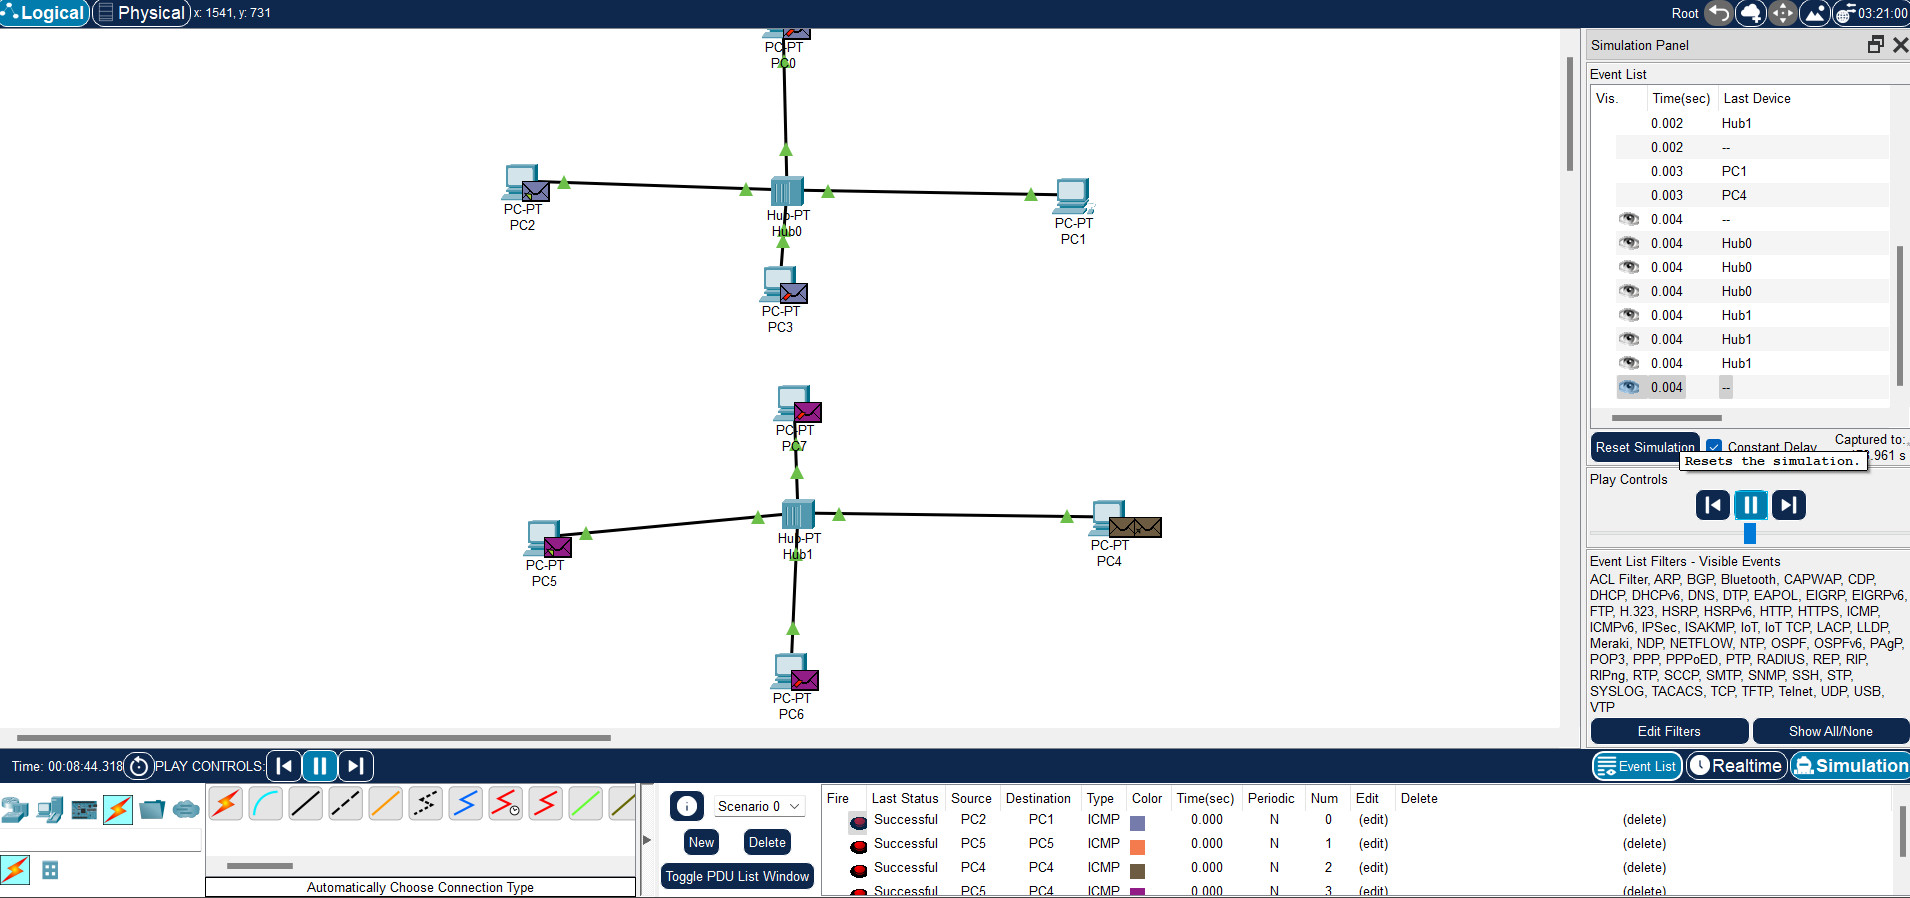 Logical Physical x: 1541, y: 731 Root 03:21:00
PC-PT
PC0
PC-PT
PC2
Hub-PT
Hub0
PC-PT
PC1
PC-PT
PC3
PC-PT
PC7
Hub-PT
Hub1
PC-PT
PC4
PC-PT
PC5
PC-PT
PC6
Simulation Panel
Event List
Vis. Time(sec) Last Device
0.002 Hub1
0.002 --
0.003 PC1
0.003 PC4
0.004 --
0.004 Hub0
0.004 Hub0
0.004 Hub0
0.004 Hub1
0.004 Hub1
0.004 Hub1
0.004 --
Reset Simulation Constant Delay Captured to:
.961 s
Resets the simulation.
Play Controls
Event List Filters - Visible Events
ACL Filter, ARP, BGP, Bluetooth, CAPWAP, CDP,
DHCP, DHCPv6, DNS, DTP, EAPOL, EIGRP, EIGRPv6,
FTP, H.323, HSRP, HSRPv6, HTTP, HTTPS, ICMP,
ICMPv6, IPSec, ISAKMP, IoT, IoT TCP, LACP, LLDP,
Meraki, NDP, NETFLOW, NTP, OSPF, OSPFv6, PAgP,
POP3, PPP, PPPoED, PTP, RADIUS, REP, RIP,
RIPng, RTP, SCCP, SMTP, SNMP, SSH, STP,
SYSLOG, TACACS, TCP, TFTP, Telnet, UDP, USB,
VTP
Edit Filters Show All/None
Time: 00:08:44.318 PLAY CONTROLS: Event List Realtime Simulation
Automatically Choose Connection Type
Scenario 0
New Delete
Toggle PDU List Window
Fire Last Status Source Destination Type Color Time(sec) Periodic Num Edit Delete
Successful PC2 PC1 ICMP 0.000 N 0 (edit) (delete)
Successful PC5 PC5 ICMP 0.000 N 1 (edit) (delete)
Successful PC4 PC4 ICMP 0.000 N 2 (edit) (delete)
Successful PC5 PC4 ICMP 0.000 N 3 (edit) (delete)